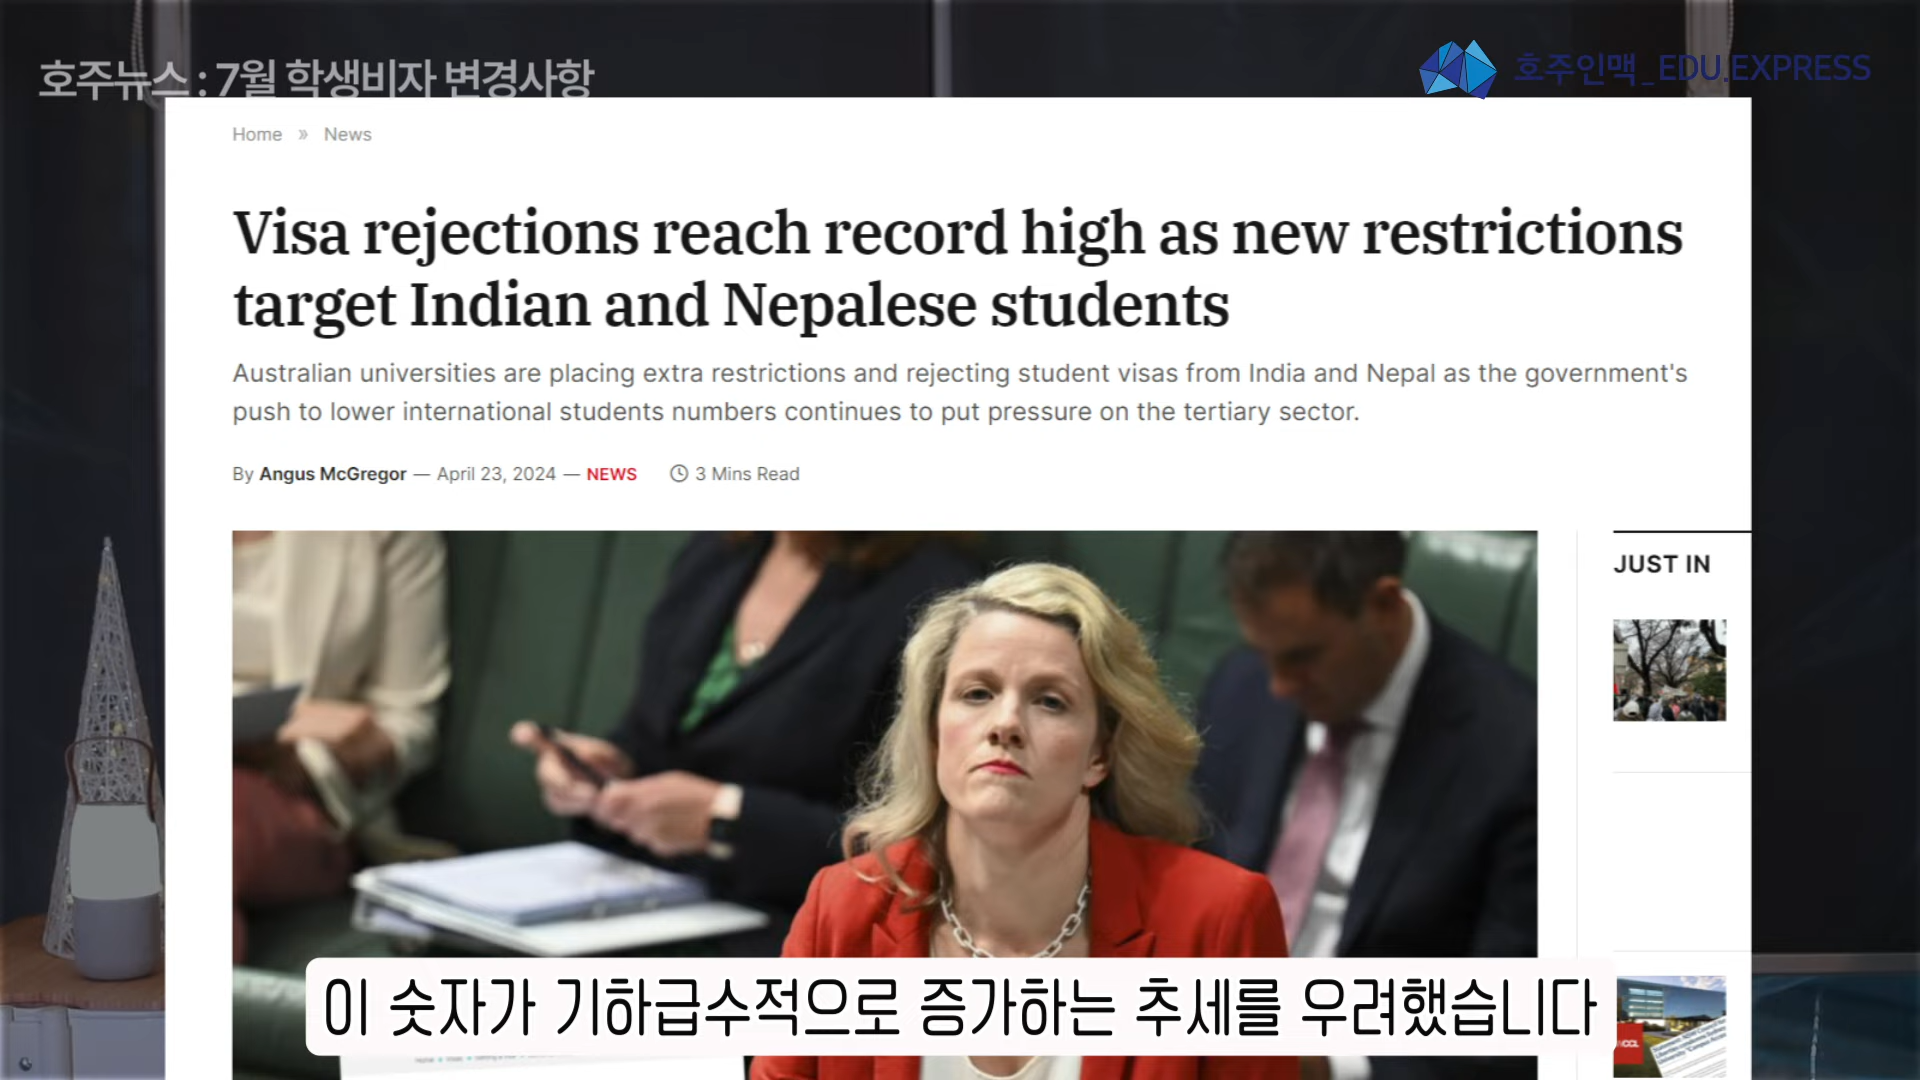 호주뉴스 : 7월 학생비자 변경사항
호주인맥_EDU.EXPRESS
Home » News
Visa rejections reach record high as new restrictions
target Indian and Nepalese students
Australian universities are placing extra restrictions and rejecting student visas from India and Nepal as the government's
push to lower international students numbers continues to put pressure on the tertiary sector.
By Angus McGregor — April 23, 2024 — NEWS 3 Mins Read
JUST IN
이 숫자가 기하급수적으로 증가하는 추세를 우려했습니다